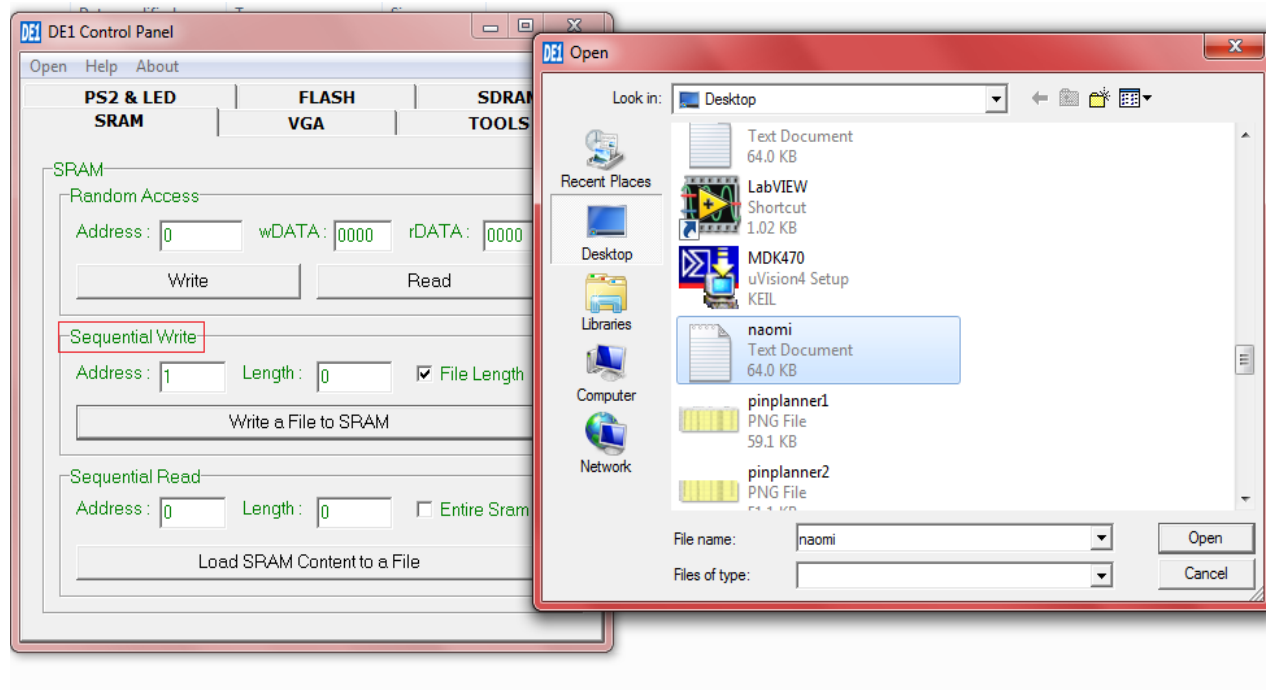 DE1 DE1 Control Panel
Open Help About
PS2 & LED FLASH SDRAM
SRAM VGA TOOLS
SRAM
Random Access
Address : 0 wDATA : 0000 rDATA : 0000
Write Read
Sequential Write
Address : 1 Length : 0 File Length
Write a File to SRAM
Sequential Read
Address : 0 Length : 0 Entire Sram
Load SRAM Content to a File
DE1 Open
Look in: Desktop
Recent Places
Desktop
Libraries
Computer
Network
Text Document
64.0 KB
LabVIEW
Shortcut
1.02 KB
MDK470
uVision4 Setup
KEIL
naomi
Text Document
64.0 KB
pinplanner1
PNG File
59.1 KB
pinplanner2
PNG File
51.1 KB
File name: naomi Open
Files of type: Cancel